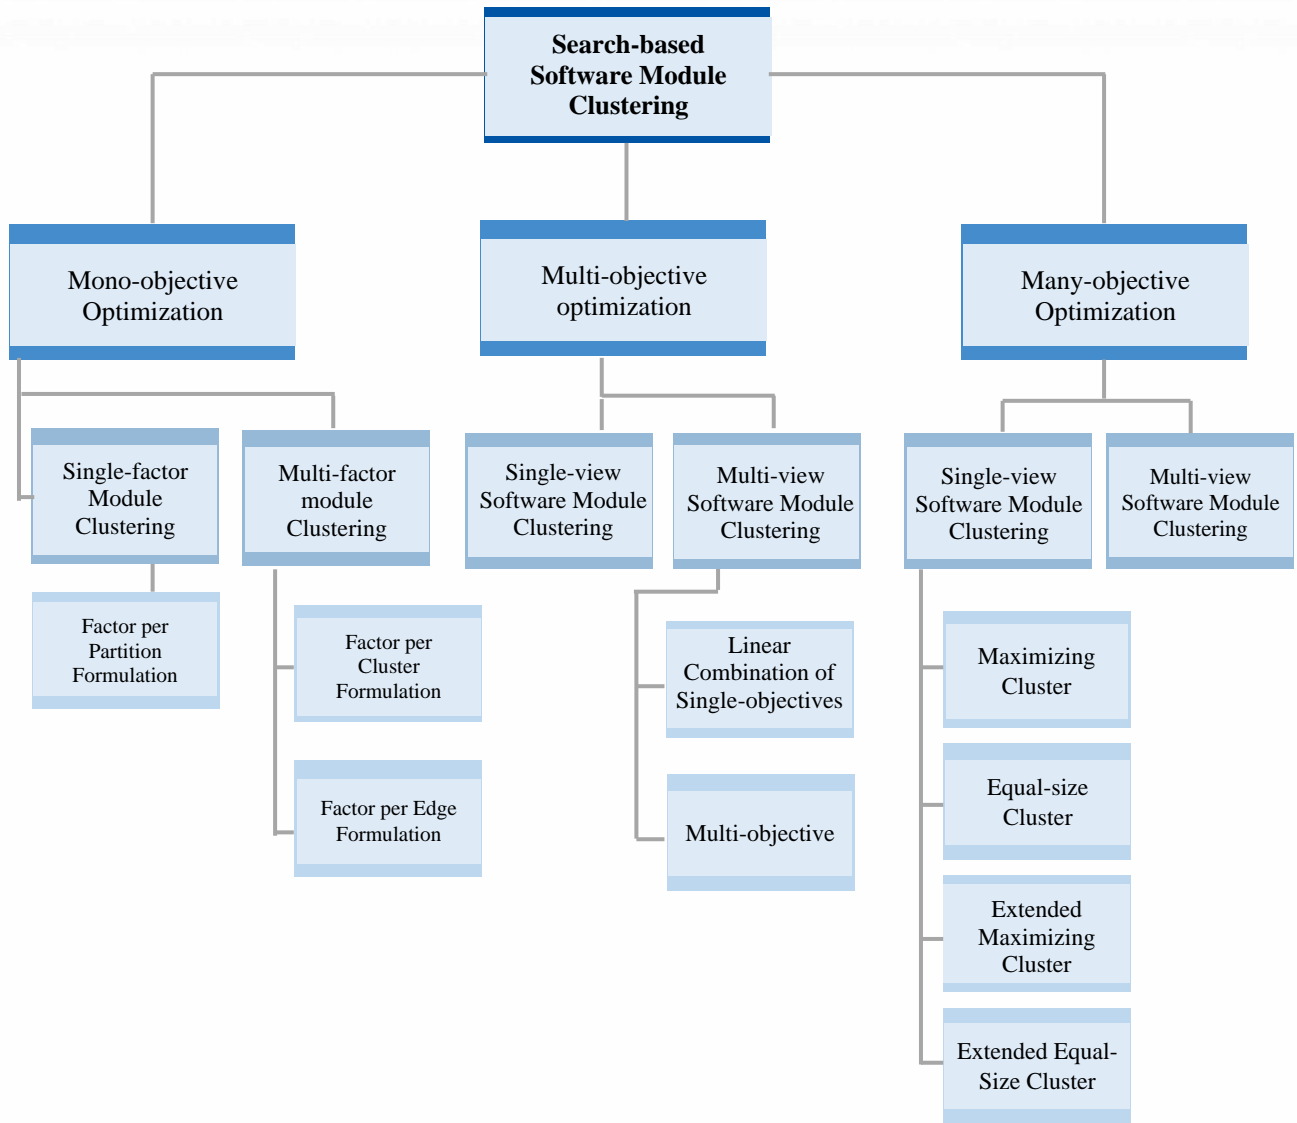 Search-based
Software Module
Clustering
Mono-objective
Optimization
Multi-objective
optimization
Many-objective
Optimization
Single-factor
Module
Clustering
Multi-factor
module
Clustering
Single-view
Software Module
Clustering
Multi-view
Software Module
Clustering
Single-view
Software Module
Clustering
Multi-view
Software Module
Clustering
Factor per
Partition
Formulation
Factor per
Cluster
Formulation
Factor per Edge
Formulation
Linear
Combination of
Single-objectives
Multi-objective
Maximizing
Cluster
Equal-size
Cluster
Extended
Maximizing
Cluster
Extended Equal-
Size Cluster